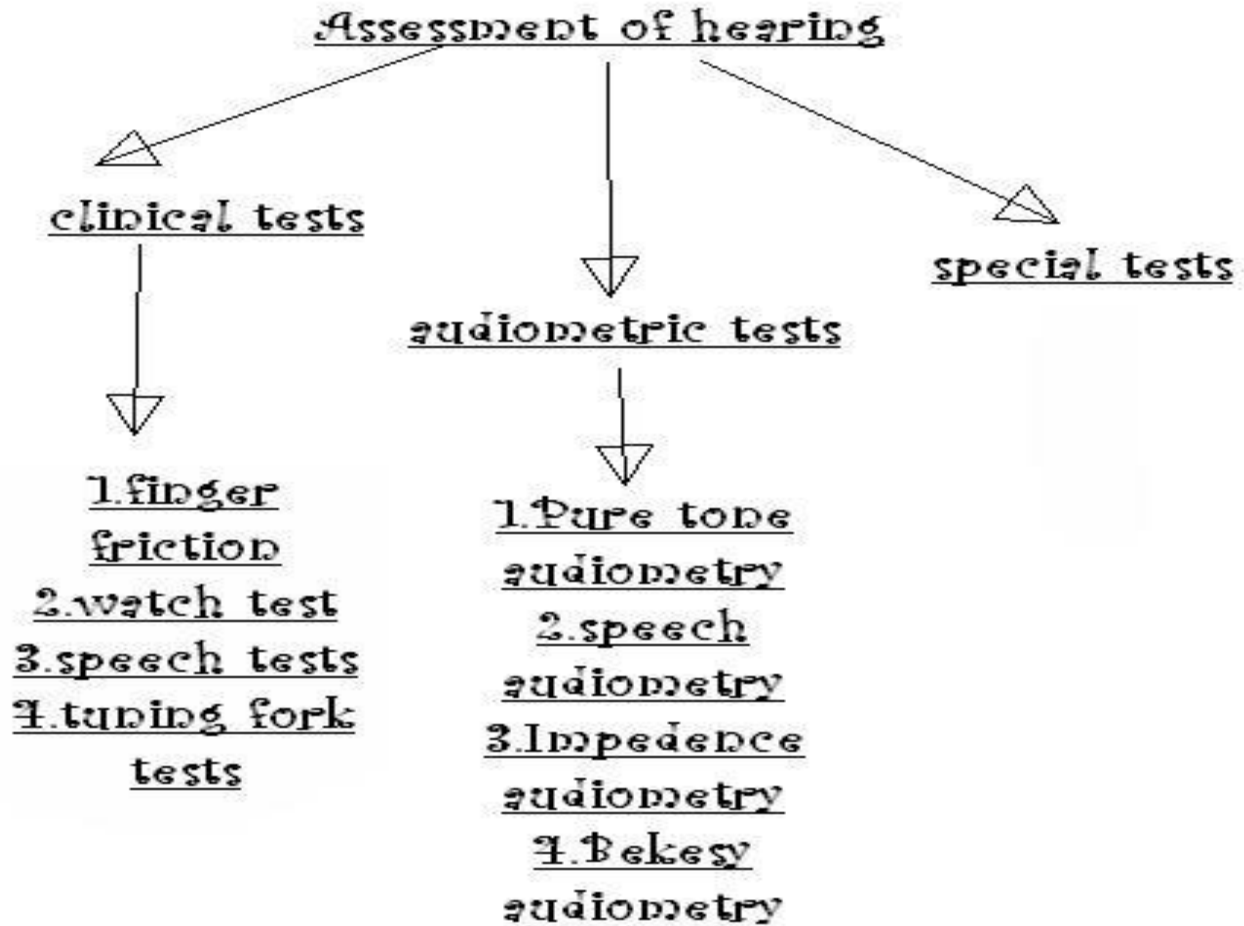 Assessment of hearing
clinical tests
special tests
audiometric tests
1.finger
friction
2.watch test
3.speech tests
4.tuning fork
tests
1.Pure tone
audiometry
2.speech
audiometry
3.Impedence
audiometry
4.Bekesy
audiometry